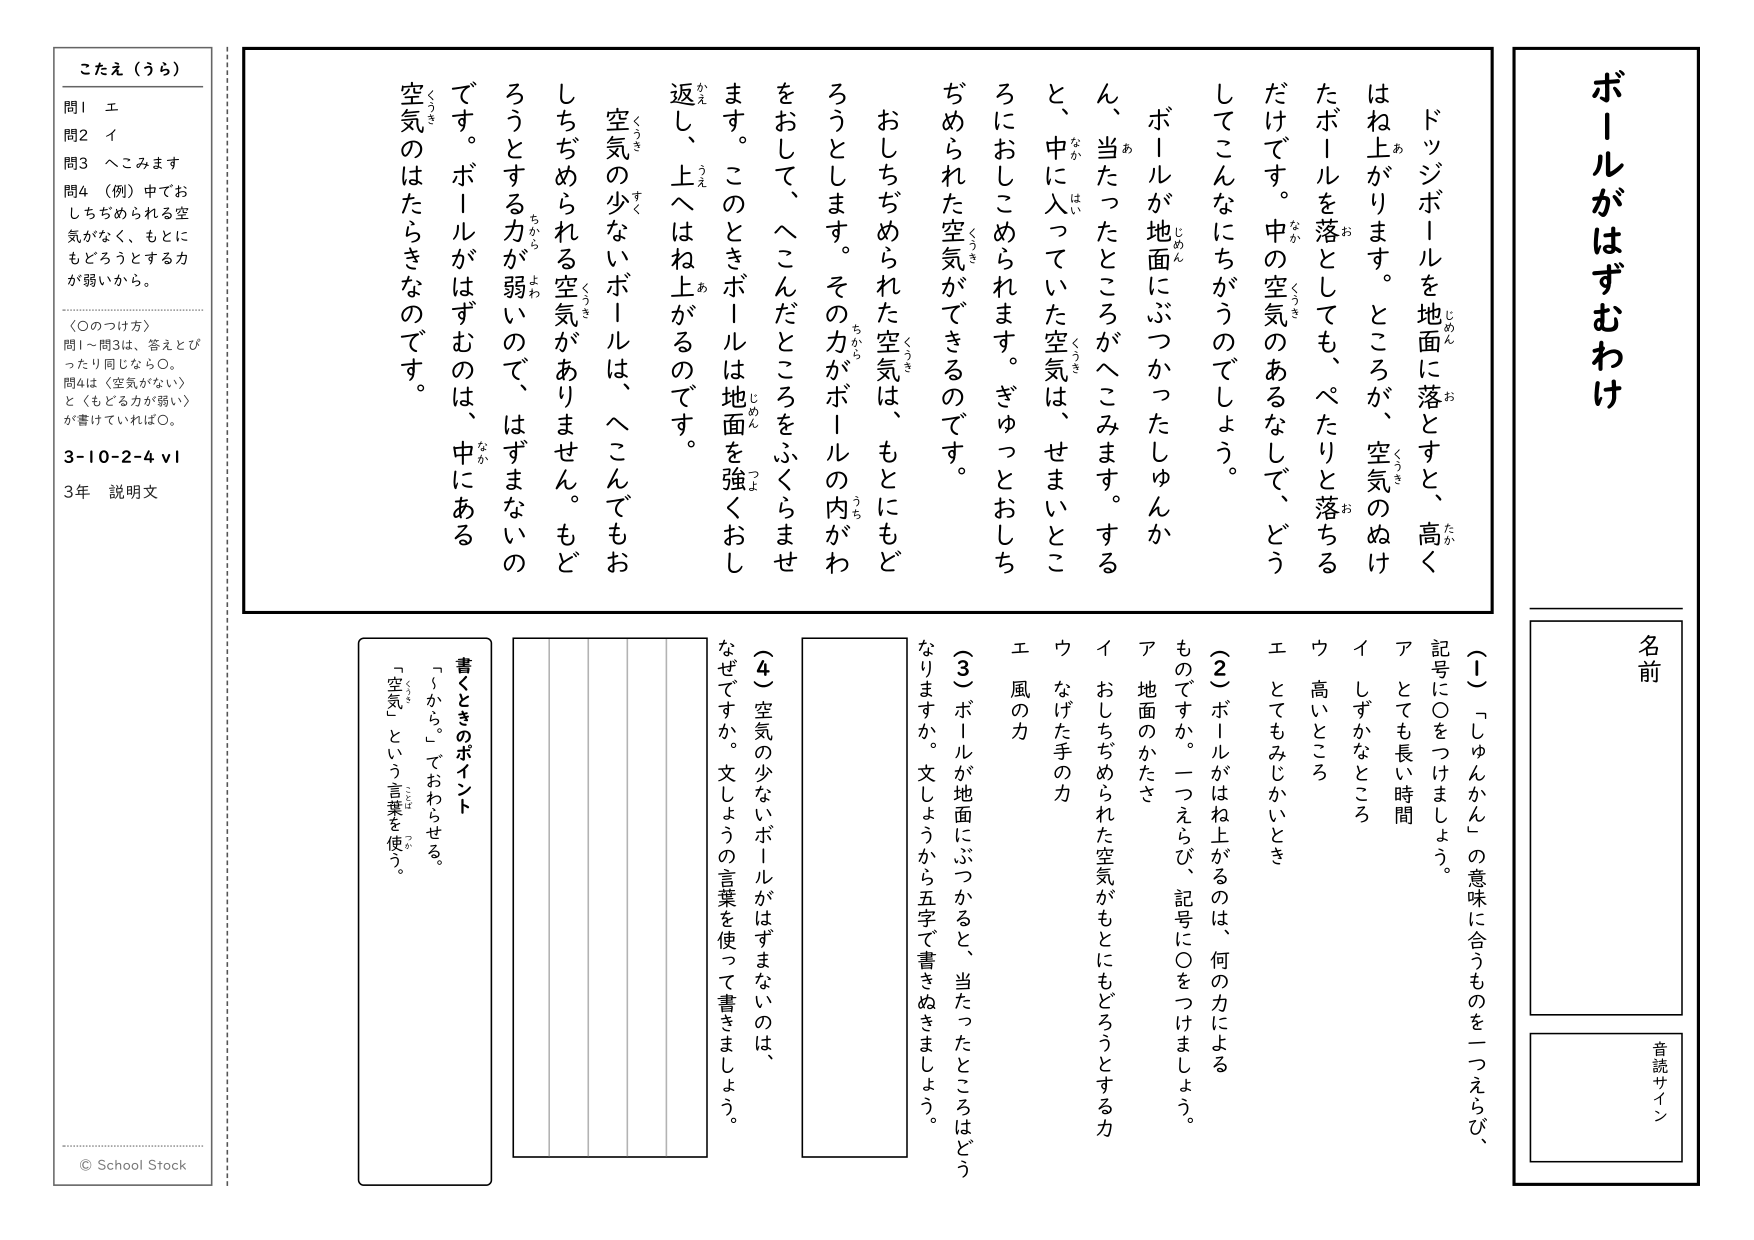 ボールがはずむわけ
名前
音読サイン
ドッジボールを地面に落とすと、高く
はね上がります。ところが、空気のぬけ
たボールを落としても、ぺたりと落ちる
だけです。中の空気のあるなしで、どう
してこんなにちがうのでしょう。
ボールが地面にぶつかったしゅんか
ん、当たったところがへこみます。する
と、中に入っていた空気は、せまいとこ
ろにおしこめられます。ぎゅっとおしち
ぢめられた空気ができるのです。
おしちぢめられた空気は、もとにもど
ろうとします。その力がボールの内がわ
をおして、へこんだところをふくらませ
ます。このときボールは地面を強くおし
返し、上へはね上がるのです。
空気の少ないボールは、へこんでもお
しちぢめられる空気がありません。もど
ろうとする力が弱いので、はずまないの
です。ボールがはずむのは、中にある
空気のはたらきなのです。
(1)「しゅんかん」の意味に合うものを一つえらび、
記号に〇をつけましょう。
ア とても長い時間
イ しずかなところ
ウ 高いところ
エ とてもみじかいとき
(2) ボールがはね上がるのは、何の力による
ものですか。一つえらび、記号に〇をつけましょう。
ア 地面のかたさ
イ おしちぢめられた空気がもとにもどろうとする力
ウ なげた手の力
エ 風の力
(3) ボールが地面にぶつかると、当たったところはどう
なりますか。文しょうから五字で書きぬきましょう。
(4) 空気の少ないボールがはずまないのは、
なぜですか。文しょうの言葉を使って書きましょう。
書くときのポイント
「〜から。」でおわらせる。
「空気」という言葉を使う。
こたえ(うら)
問1 エ
問2 イ
問3 へこみます
問4 (例)中でお
しちぢめられる空
気がなく、もとに
もどろうとする力
が弱いから。
〈〇のつけ方〉
問1〜問3は、答えとぴ
ったり同じなら〇。
問4は〈空気がない〉
と〈もどる力が弱い〉
が書けていれば〇。
3-10-2-4 v1
3年 説明文
© School Stock